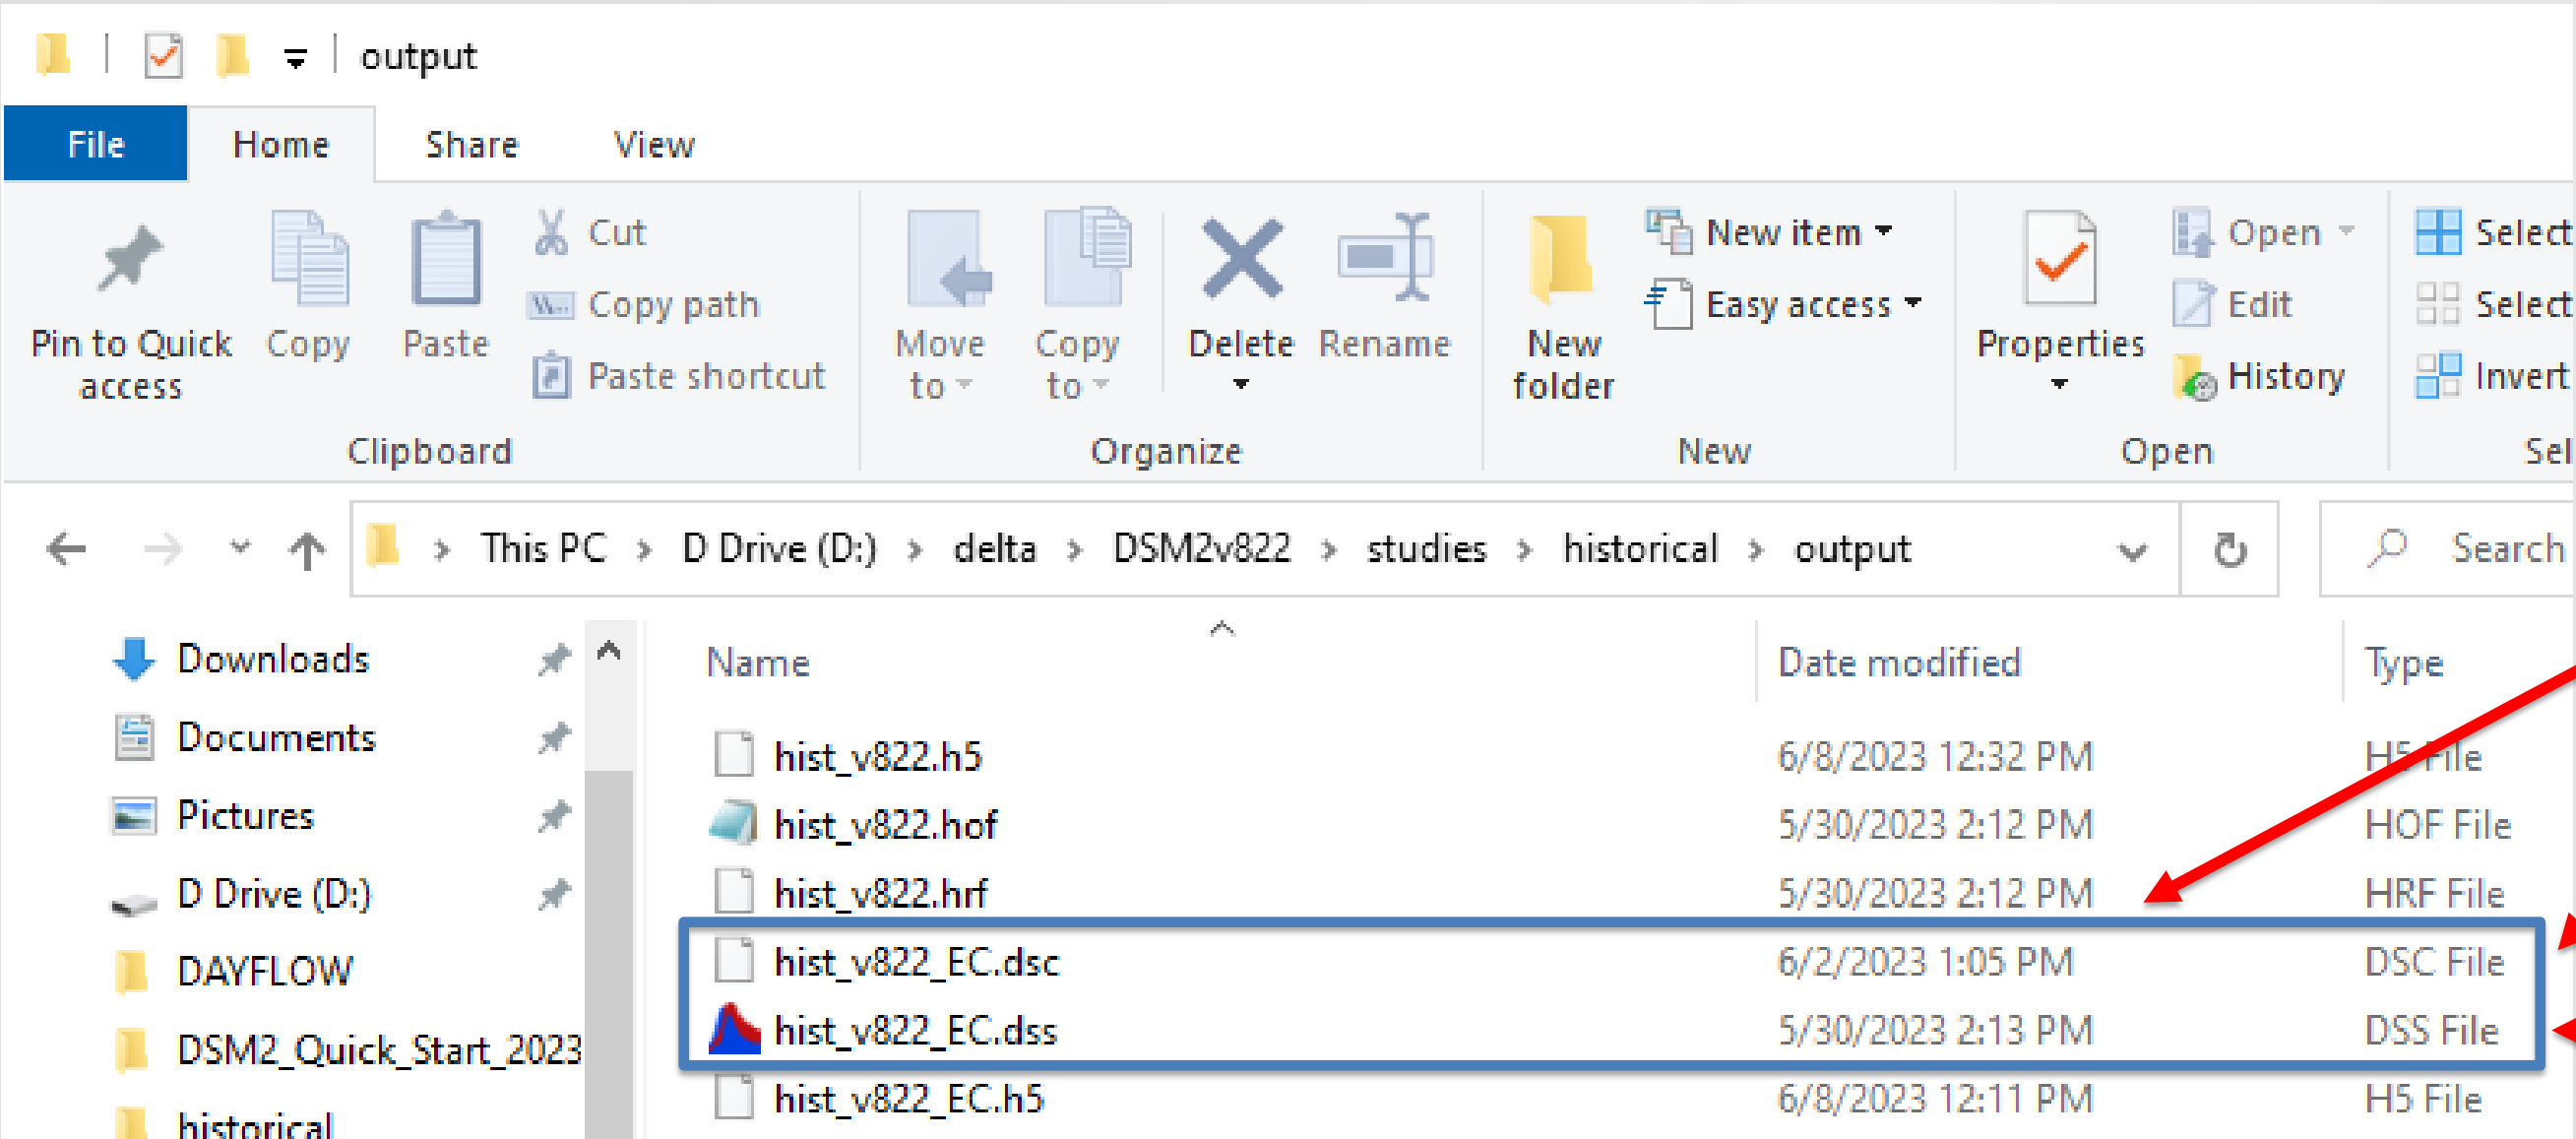 output
File Home Share View
Pin to Quick access
Copy
Paste
Cut
Copy path
Paste shortcut
Clipboard
Move to
Copy to
Delete
Rename
Organize
New folder
New item
Easy access
New
Properties
Open
Edit
History
Open
Select
Select
Invert
Sel
This PC > D Drive (D:) > delta > DSM2v822 > studies > historical > output
Search
Downloads
Documents
Pictures
D Drive (D:)
DAYFLOW
DSM2_Quick_Start_2023
historical
Name Date modified Type
hist_v822.h5 6/8/2023 12:32 PM H5 File
hist_v822.hof 5/30/2023 2:12 PM HOF File
hist_v822.hrf 5/30/2023 2:12 PM HRF File
hist_v822_EC.dsc 6/2/2023 1:05 PM DSC File
hist_v822_EC.dss 5/30/2023 2:13 PM DSS File
hist_v822_EC.h5 6/8/2023 12:11 PM H5 File